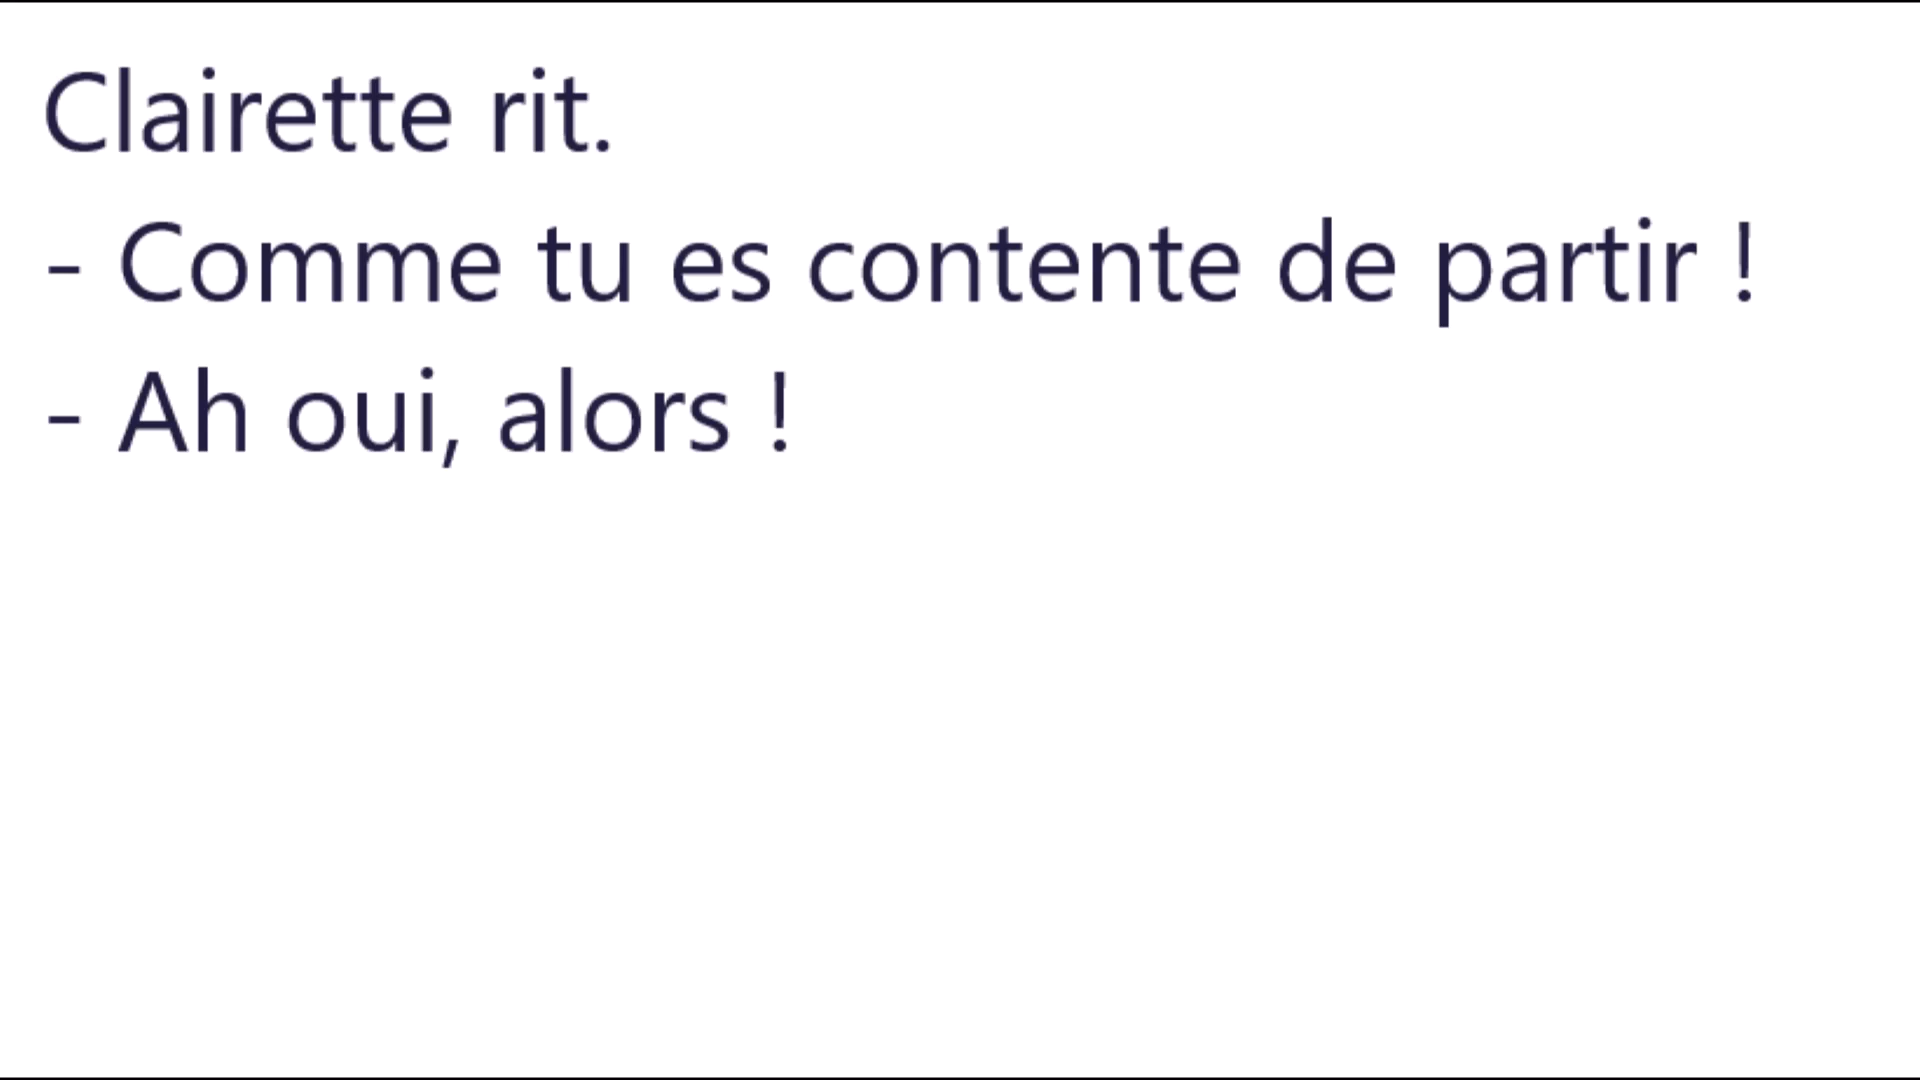 Clairette rit.
- Comme tu es contente de partir !
- Ah oui, alors !